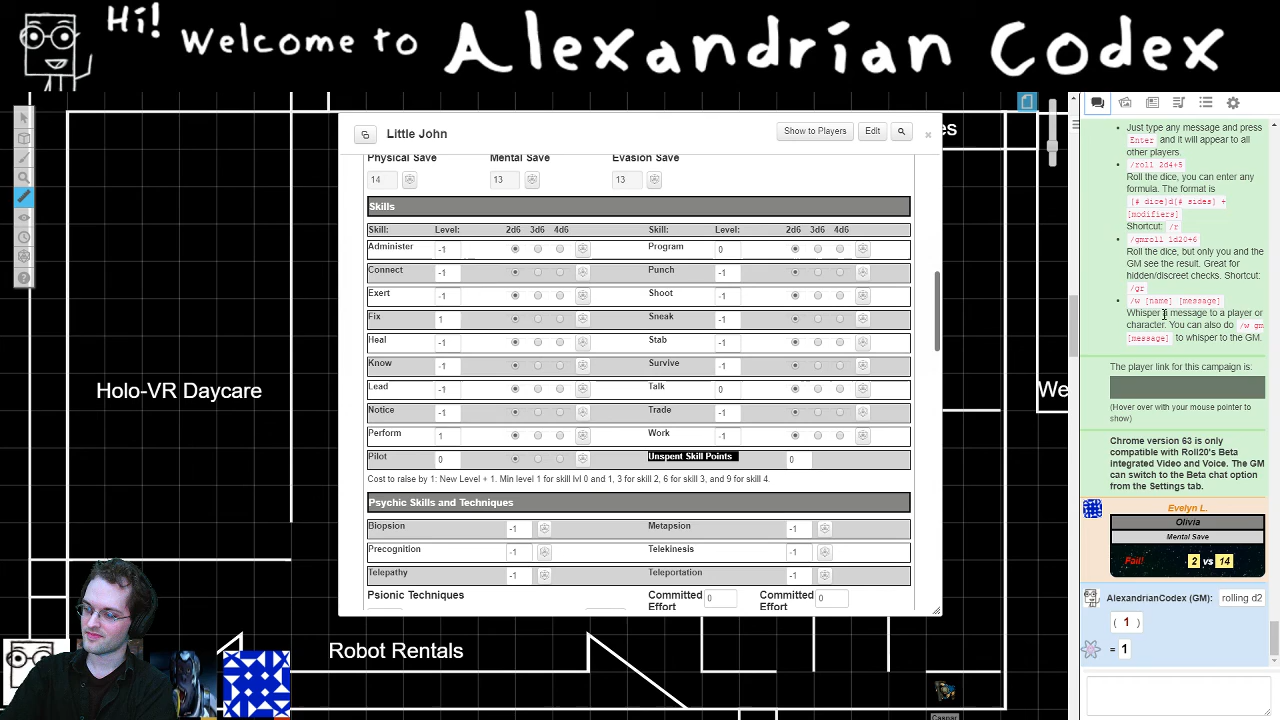 Hi! Welcome to Alexandrian Codex
Little John
Show to Players
Edit
Physical Save
Mental Save
Evasion Save
14
13
13
Skills
Skill: Level: 2d6 3d6 4d6 Skill: Level: 2d6 3d6 4d6
Administer -1 Program 0
Connect -1 Punch -1
Exert -1 Shoot -1
Fix 1 Sneak -1
Heal -1 Stab -1
Know -1 Survive -1
Lead -1 Talk 0
Notice -1 Trade -1
Perform 1 Work -1
Pilot 0 Unspent Skill Points 0
Cost to raise by 1: New Level + 1. Min level 1 for skill lvl 0 and 1, 3 for skill 2, 6 for skill 3, and 9 for skill 4.
Psychic Skills and Techniques
Biopsion -1 Metapsion -1
Precognition -1 Telekinesis -1
Telepathy -1 Teleportation -1
Psionic Techniques
Committed Effort 0
Committed Effort 0
Holo-VR Daycare
Robot Rentals
es
We
Caspar
Just type any message and press
Enter and it will appear to all
other players.
/roll 2d4+5
Roll the dice, you can enter any
formula. The format is
[# dice]d[# sides] +
[modifiers]
Shortcut: /r
/gmroll 1d20+6
Roll the dice, but only you and the
GM see the result. Great for
hidden/discreet checks. Shortcut:
/gr
/w [name] [message]
Whisper a message to a player or
character. You can also do /w gm
[message] to whisper to the GM.
The player link for this campaign is:
(Hover over with your mouse pointer to
show)
Chrome version 63 is only
compatible with Roll20's Beta
Integrated Video and Voice. The GM
can switch to the Beta chat option
from the Settings tab.
Evelyn L.
Olivia
Mental Save
Fail! 2 vs 14
AlexandrianCodex (GM): rolling d2
( 1 )
= 1